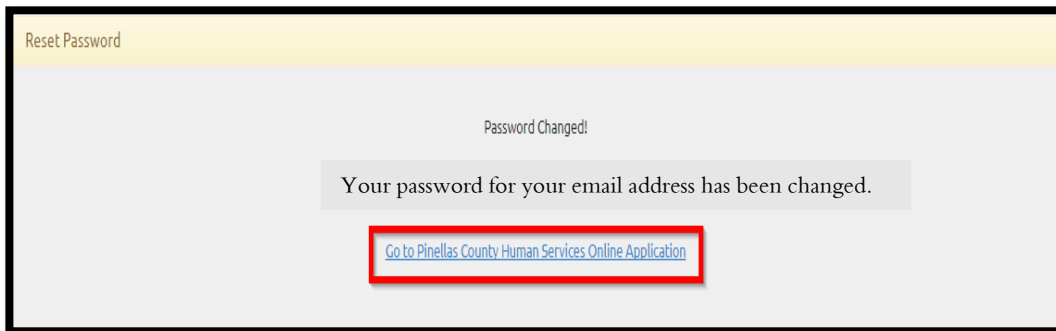 Reset Password
Password Changed!
Your password for your email address has been changed.
Go to Pinellas County Human Services Online Application